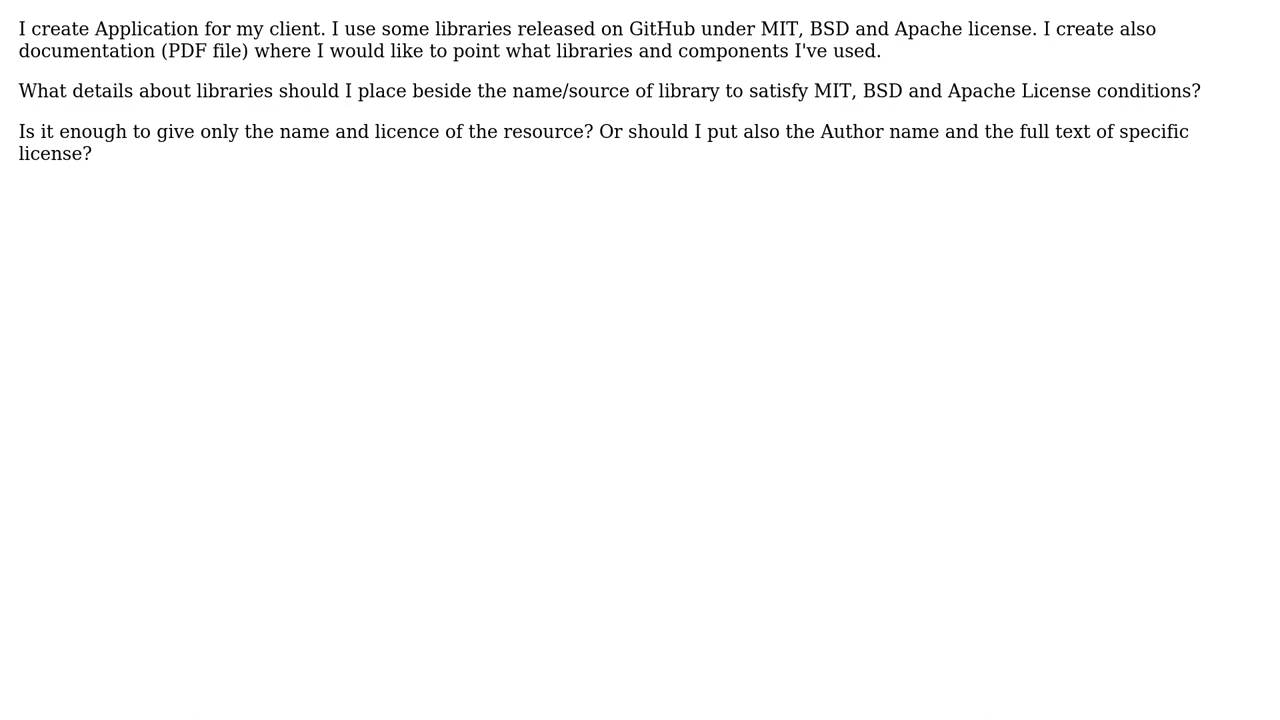 I create Application for my client. I use some libraries released on GitHub under MIT, BSD and Apache license. I create also
documentation (PDF file) where I would like to point what libraries and components I've used.
What details about libraries should I place beside the name/source of library to satisfy MIT, BSD and Apache License conditions?
Is it enough to give only the name and licence of the resource? Or should I put also the Author name and the full text of specific
license?